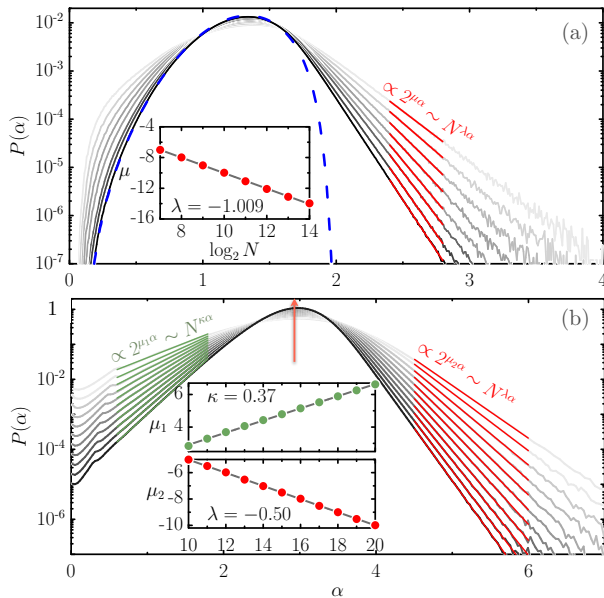 10⁻²
10⁻³
10⁻⁴
10⁻⁵
10⁻⁶
10⁻⁷
P(α)
(a)
∝ 2^{μα} ∼ N^{λα}
-4
-8
-12
-16
μ
λ = −1.009
8 10 12 14
log₂ N
0 1 2 3 4
1
10⁻²
10⁻⁴
10⁻⁶
P(α)
(b)
∝ 2^{μ₁α} ∼ N^{κα}
∝ 2^{μ₂α} ∼ N^{λα}
6
4
μ₁
κ = 0.37
-6
-8
-10
μ₂
λ = −0.50
10 12 14 16 18 20
0 2 4 6
α